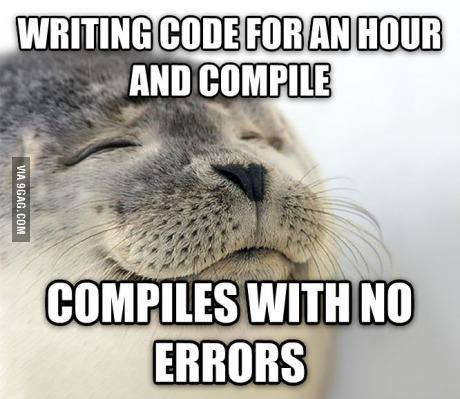 WRITING CODE FOR AN HOUR
AND COMPILE
VIA 9GAG.COM
COMPILES WITH NO
ERRORS